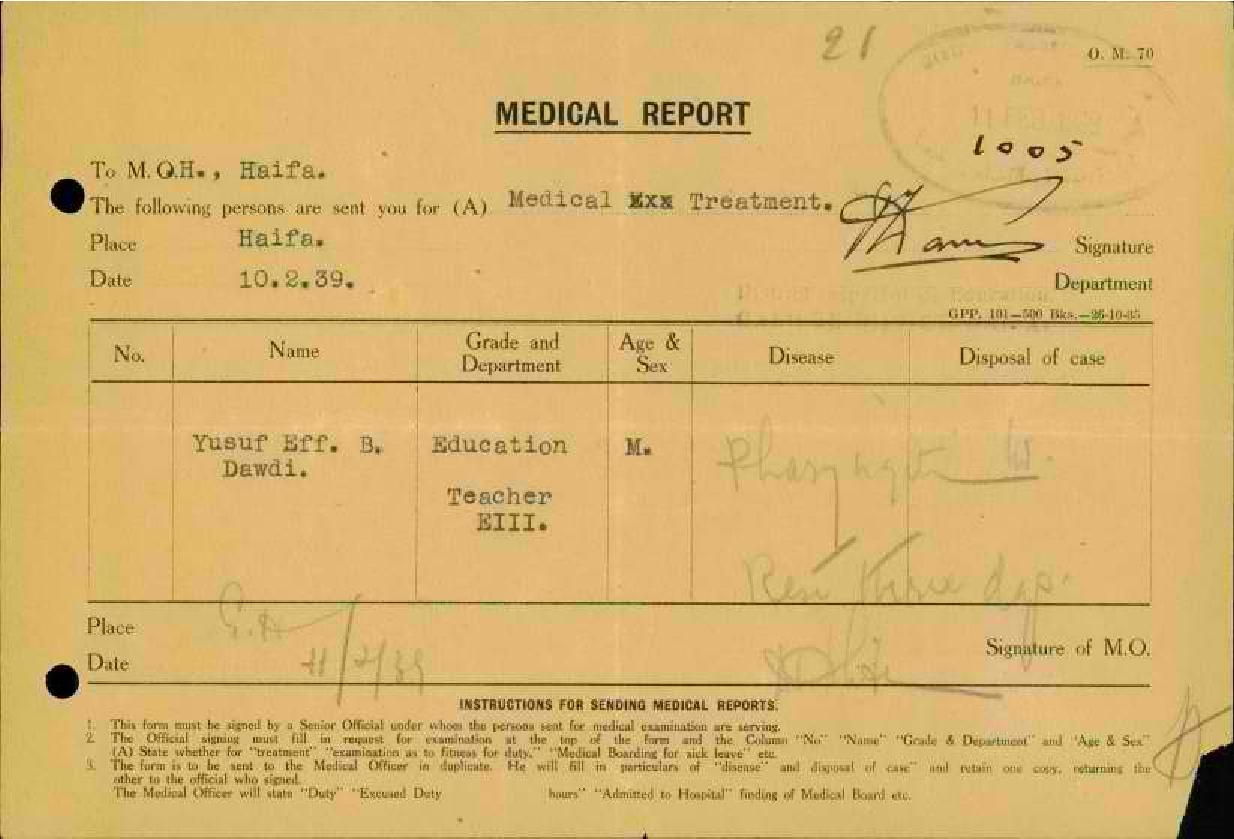 21
O. M. 70
11 FEB 1939
MEDICAL REPORT
1005
To M.O.H., Haifa.
The following persons are sent you for (A) Medical Exx Treatment.
Place Haifa. Signature
Date 10.2.39. Department
GPP. 101—500 Bks.—26-10-35
No. Name Grade and Department Age & Sex Disease Disposal of case
Yusuf Eff. B. Education M.
Dawdi.
Teacher
EIII.
Rest three dys.
Place
Signature of M.O.
Date 11/2/39
INSTRUCTIONS FOR SENDING MEDICAL REPORTS.
1. This form must be signed by a Senior Official under whom the persons sent for medical examination are serving.
2. The Official signing must fill in request for examination at the top of the form and the Column "No" "Name" "Grade & Department" and "Age & Sex"
(A) State whether for "treatment" "examination as to fitness for duty," "Medical Boarding for sick leave" etc.
3. The form is to be sent to the Medical Officer in duplicate. He will fill in particulars of "disease" and disposal of case" and retain one copy, returning the
other to the official who signed.
The Medical Officer will state "Duty" "Excused Duty hours" "Admitted to Hospital" finding of Medical Board etc.